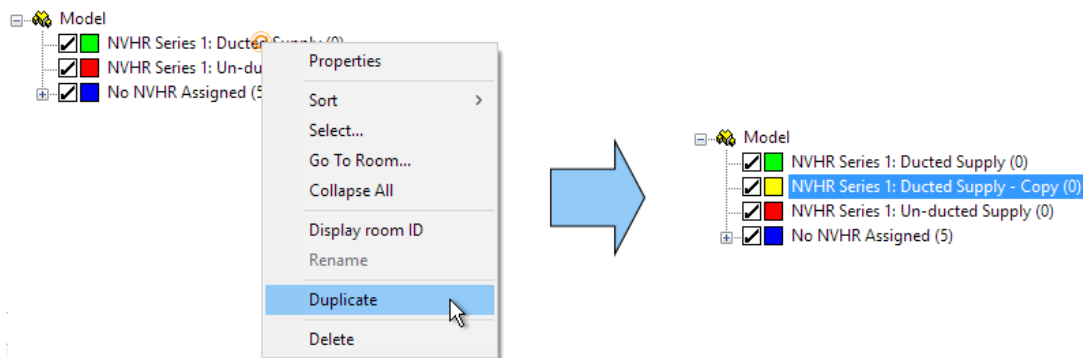 Model
NVHR Series 1: Ducted Supply (0)
NVHR Series 1: Un-du
No NVHR Assigned (5
Properties
Sort
Select...
Go To Room...
Collapse All
Display room ID
Rename
Duplicate
Delete
Model
NVHR Series 1: Ducted Supply (0)
NVHR Series 1: Ducted Supply - Copy (0)
NVHR Series 1: Un-ducted Supply (0)
No NVHR Assigned (5)